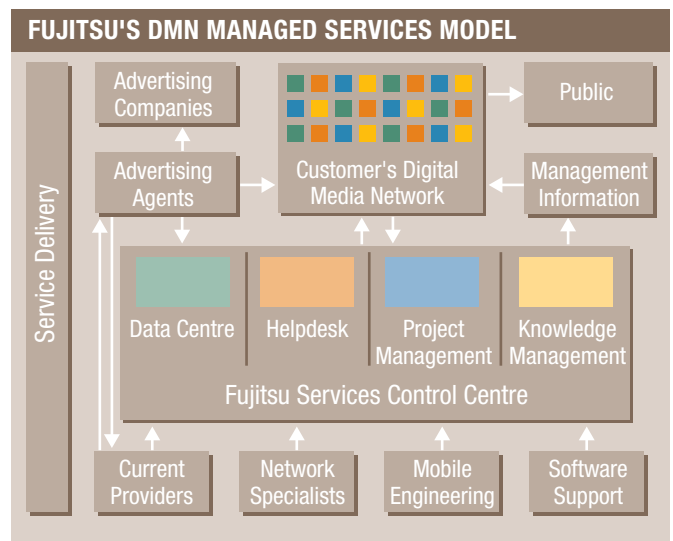 FUJITSU'S DMN MANAGED SERVICES MODEL
Service Delivery
Advertising
Companies
Public
Advertising
Agents
Customer's Digital
Media Network
Management
Information
Data Centre
Helpdesk
Project
Management
Knowledge
Management
Fujitsu Services Control Centre
Current
Providers
Network
Specialists
Mobile
Engineering
Software
Support